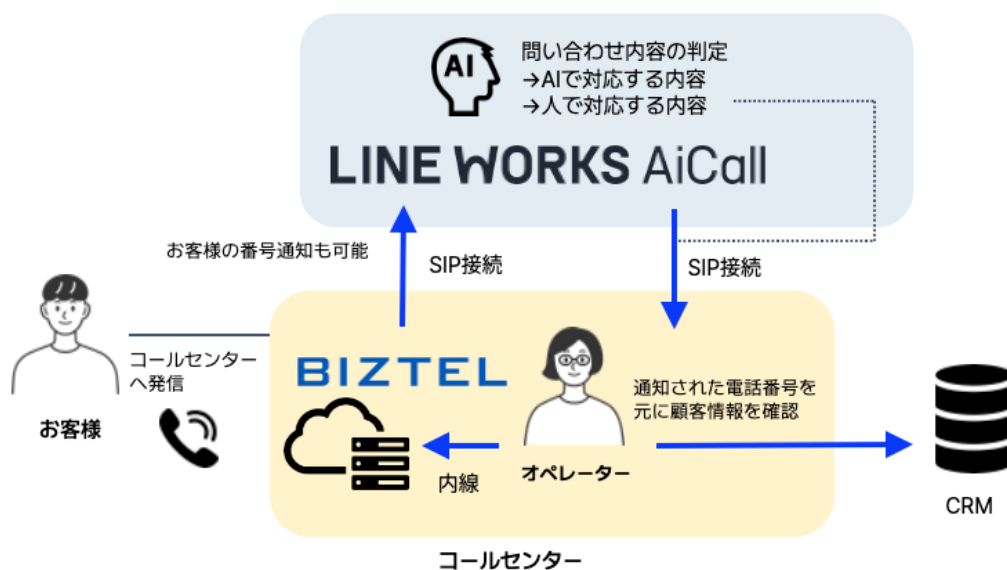 AI
問い合わせ内容の判定
→AIで対応する内容
→人で対応する内容
LINE WORKS AiCall
お客様の番号通知も可能
SIP接続
SIP接続
コールセンター
へ発信
お客様
BIZTEL
通知された電話番号を
元に顧客情報を確認
内線
オペレーター
CRM
コールセンター